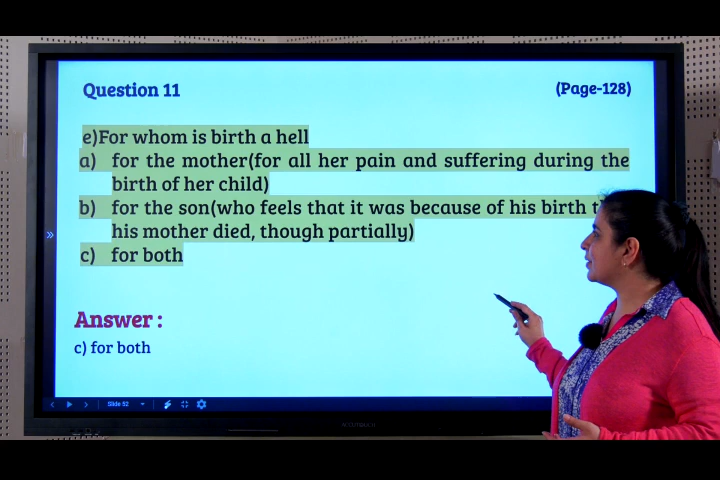 Question 11
(Page-128)
e)For whom is birth a hell
a) for the mother(for all her pain and suffering during the
birth of her child)
b) for the son(who feels that it was because of his birth
his mother died, though partially)
c) for both
Answer :
c) for both
Slide 52